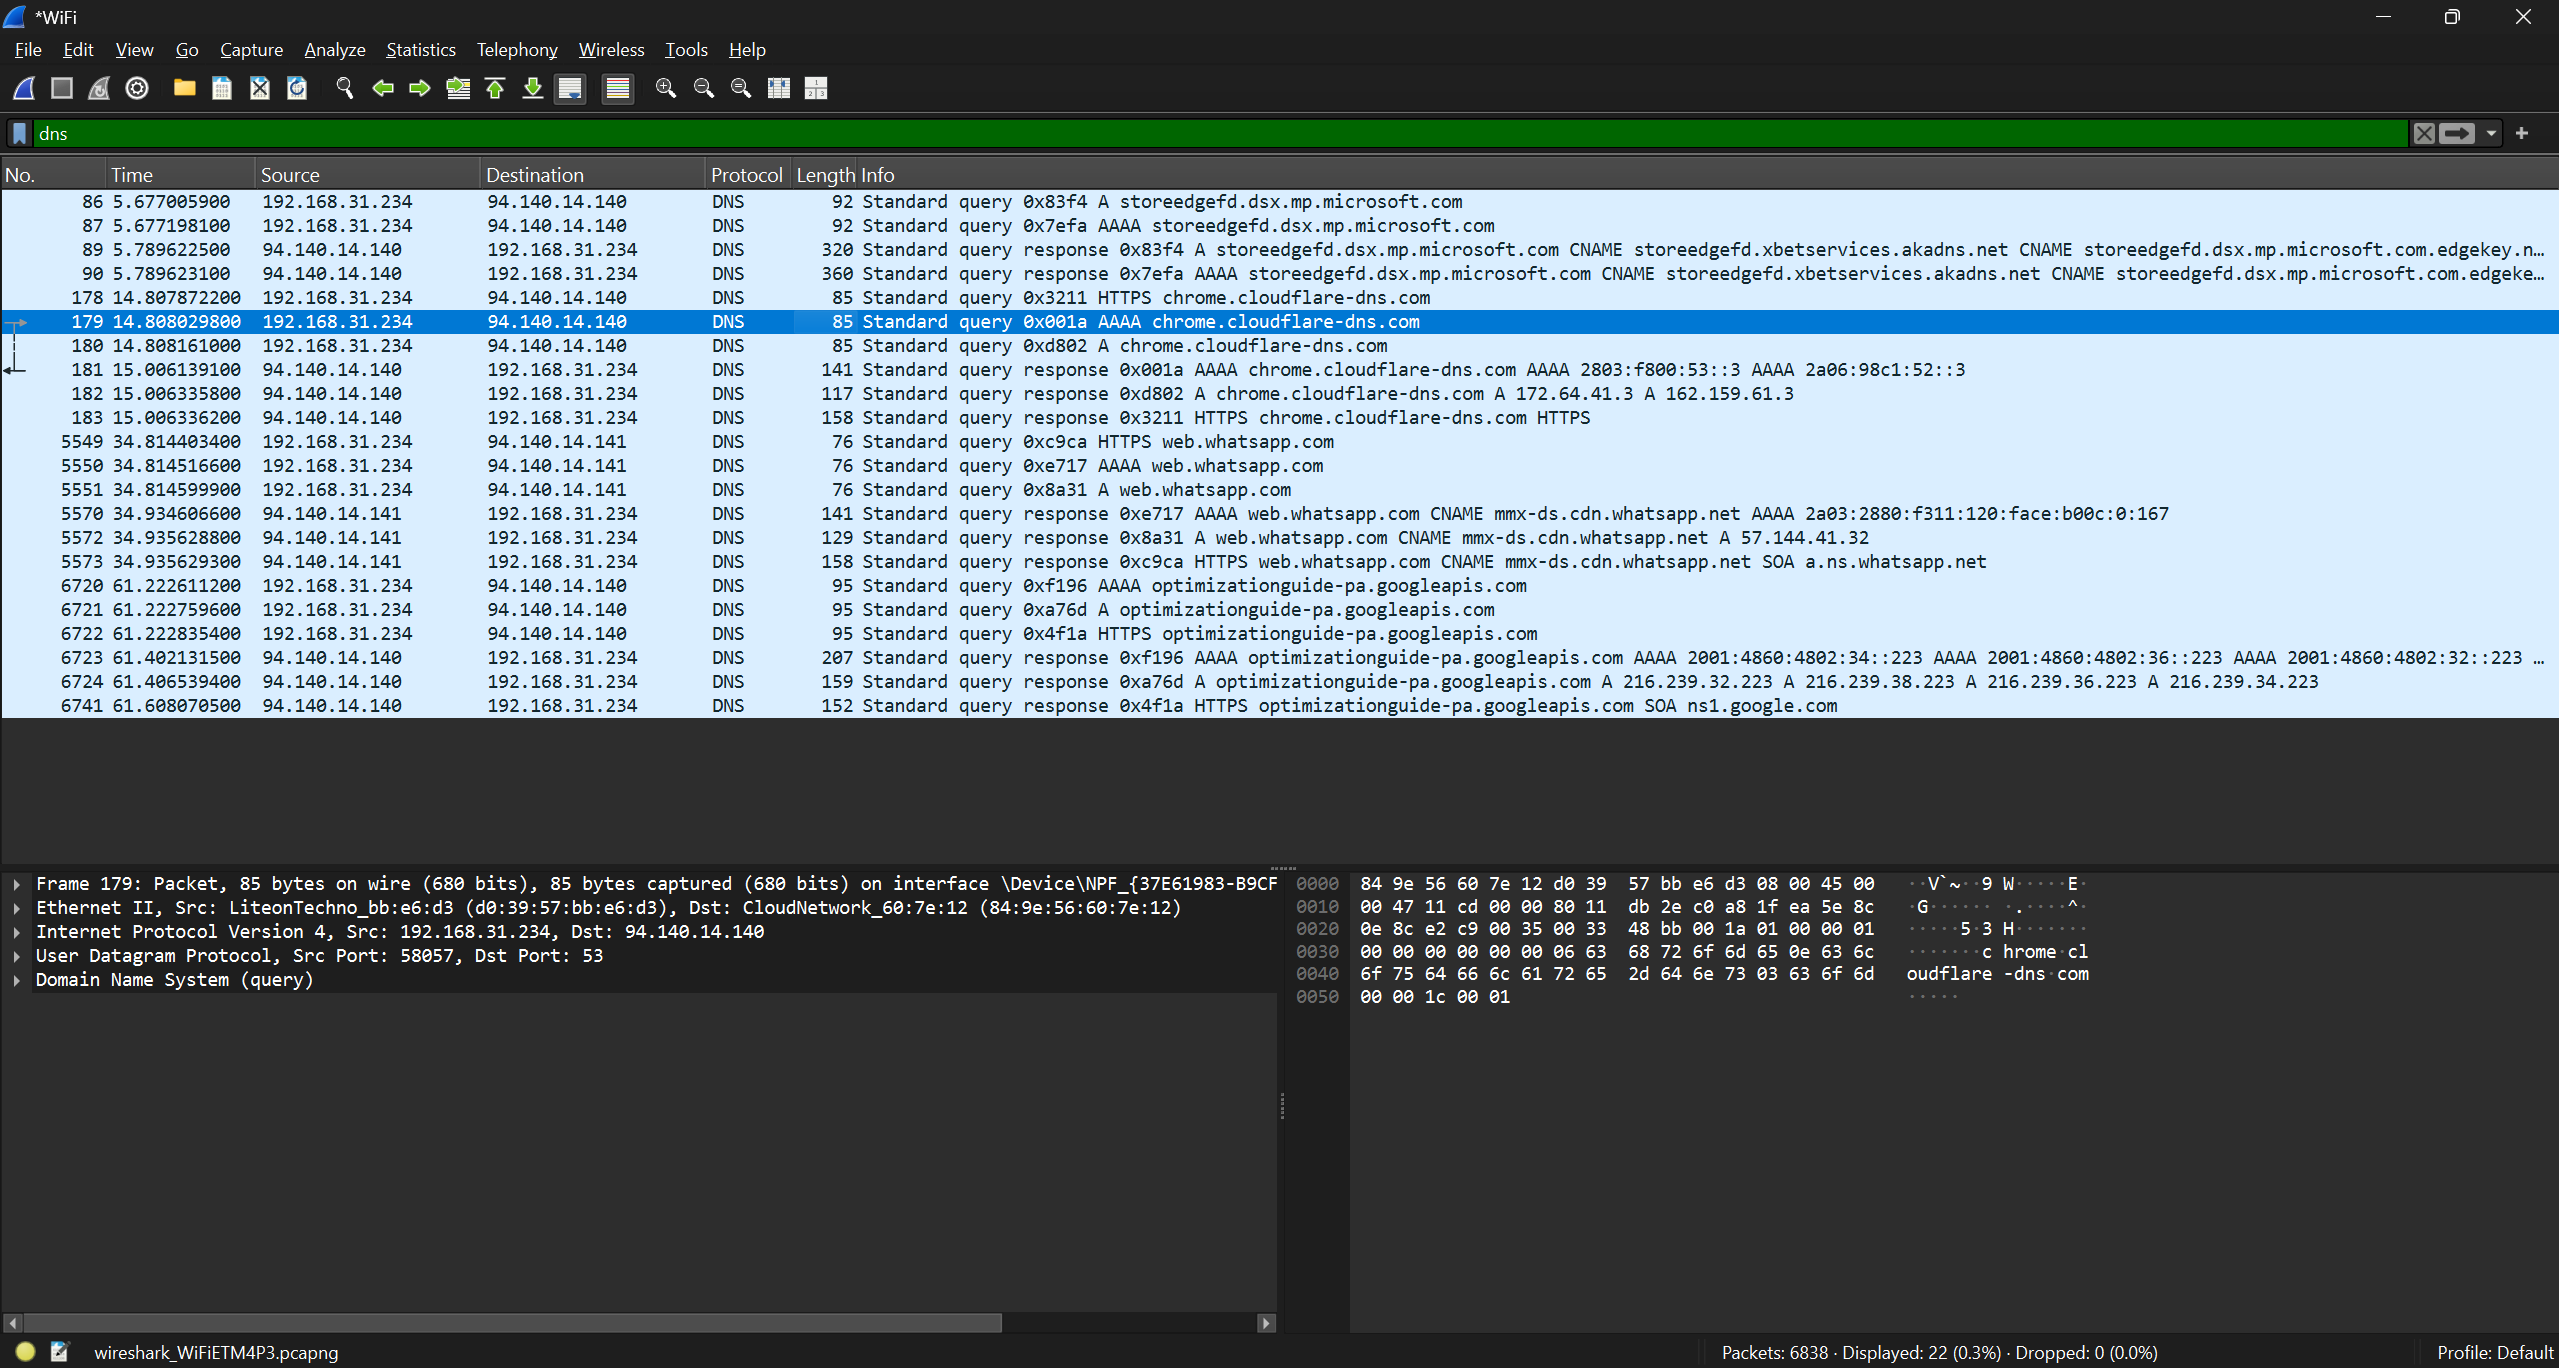 *WiFi
File Edit View Go Capture Analyze Statistics Telephony Wireless Tools Help
dns
No. Time Source Destination Protocol Length Info
86 5.677005900 192.168.31.234 94.140.14.140 DNS 92 Standard query 0x83f4 A storeedgefd.dsx.mp.microsoft.com
87 5.677198100 192.168.31.234 94.140.14.140 DNS 92 Standard query 0x7efa AAAA storeedgefd.dsx.mp.microsoft.com
89 5.789622500 94.140.14.140 192.168.31.234 DNS 320 Standard query response 0x83f4 A storeedgefd.dsx.mp.microsoft.com CNAME storeedgefd.xbetservices.akadns.net CNAME storeedgefd.dsx.mp.microsoft.com.edgekey.n...
90 5.789623100 94.140.14.140 192.168.31.234 DNS 360 Standard query response 0x7efa AAAA storeedgefd.dsx.mp.microsoft.com CNAME storeedgefd.xbetservices.akadns.net CNAME storeedgefd.dsx.mp.microsoft.com.edgeke...
178 14.807872200 192.168.31.234 94.140.14.140 DNS 85 Standard query 0x3211 HTTPS chrome.cloudflare-dns.com
179 14.808029800 192.168.31.234 94.140.14.140 DNS 85 Standard query 0x001a AAAA chrome.cloudflare-dns.com
180 14.808161000 192.168.31.234 94.140.14.140 DNS 85 Standard query 0xd802 A chrome.cloudflare-dns.com
181 15.006139100 94.140.14.140 192.168.31.234 DNS 141 Standard query response 0x001a AAAA chrome.cloudflare-dns.com AAAA 2803:f800:53::3 AAAA 2a06:98c1:52::3
182 15.006335800 94.140.14.140 192.168.31.234 DNS 117 Standard query response 0xd802 A chrome.cloudflare-dns.com A 172.64.41.3 A 162.159.61.3
183 15.006336200 94.140.14.140 192.168.31.234 DNS 158 Standard query response 0x3211 HTTPS chrome.cloudflare-dns.com HTTPS
5549 34.814403400 192.168.31.234 94.140.14.141 DNS 76 Standard query 0xc9ca HTTPS web.whatsapp.com
5550 34.814516600 192.168.31.234 94.140.14.141 DNS 76 Standard query 0xe717 AAAA web.whatsapp.com
5551 34.814599900 192.168.31.234 94.140.14.141 DNS 76 Standard query 0x8a31 A web.whatsapp.com
5570 34.934606600 94.140.14.141 192.168.31.234 DNS 141 Standard query response 0xe717 AAAA web.whatsapp.com CNAME mmx-ds.cdn.whatsapp.net AAAA 2a03:2880:f311:120:face:b00c:0:167
5572 34.935628800 94.140.14.141 192.168.31.234 DNS 129 Standard query response 0x8a31 A web.whatsapp.com CNAME mmx-ds.cdn.whatsapp.net A 57.144.41.32
5573 34.935629300 94.140.14.141 192.168.31.234 DNS 158 Standard query response 0xc9ca HTTPS web.whatsapp.com CNAME mmx-ds.cdn.whatsapp.net SOA a.ns.whatsapp.net
6720 61.222611200 192.168.31.234 94.140.14.140 DNS 95 Standard query 0xf196 AAAA optimizationguide-pa.googleapis.com
6721 61.222759600 192.168.31.234 94.140.14.140 DNS 95 Standard query 0xa76d A optimizationguide-pa.googleapis.com
6722 61.222835400 192.168.31.234 94.140.14.140 DNS 95 Standard query 0x4f1a HTTPS optimizationguide-pa.googleapis.com
6723 61.402131500 94.140.14.140 192.168.31.234 DNS 207 Standard query response 0xf196 AAAA optimizationguide-pa.googleapis.com AAAA 2001:4860:4802:34::223 AAAA 2001:4860:4802:36::223 AAAA 2001:4860:4802:32::223 ...
6724 61.406539400 94.140.14.140 192.168.31.234 DNS 159 Standard query response 0xa76d A optimizationguide-pa.googleapis.com A 216.239.32.223 A 216.239.38.223 A 216.239.36.223 A 216.239.34.223
6741 61.608070500 94.140.14.140 192.168.31.234 DNS 152 Standard query response 0x4f1a HTTPS optimizationguide-pa.googleapis.com SOA ns1.google.com
Frame 179: Packet, 85 bytes on wire (680 bits), 85 bytes captured (680 bits) on interface \Device\NPF_{37E61983-B9CF
Ethernet II, Src: LiteonTechno_bb:e6:d3 (d0:39:57:bb:e6:d3), Dst: CloudNetwork_60:7e:12 (84:9e:56:60:7e:12)
Internet Protocol Version 4, Src: 192.168.31.234, Dst: 94.140.14.140
User Datagram Protocol, Src Port: 58057, Dst Port: 53
Domain Name System (query)
0000 84 9e 56 60 7e 12 d0 39 57 bb e6 d3 08 00 45 00 ··V`~··9 W·····E·
0010 00 47 11 cd 00 00 80 11 db 2e c0 a8 1f ea 5e 8c ·G······ ·.····^·
0020 0e 8c e2 c9 00 35 00 33 48 bb 00 1a 01 00 00 01 ·····5·3 H·······
0030 00 00 00 00 00 00 06 63 68 72 6f 6d 65 0e 63 6c ·······c hrome·cl
0040 6f 75 64 66 6c 61 72 65 2d 64 6e 73 03 63 6f 6d oudflare -dns·com
0050 00 00 1c 00 01 ·····
wireshark_WiFiETM4P3.pcapng
Packets: 6838 · Displayed: 22 (0.3%) · Dropped: 0 (0.0%)
Profile: Default